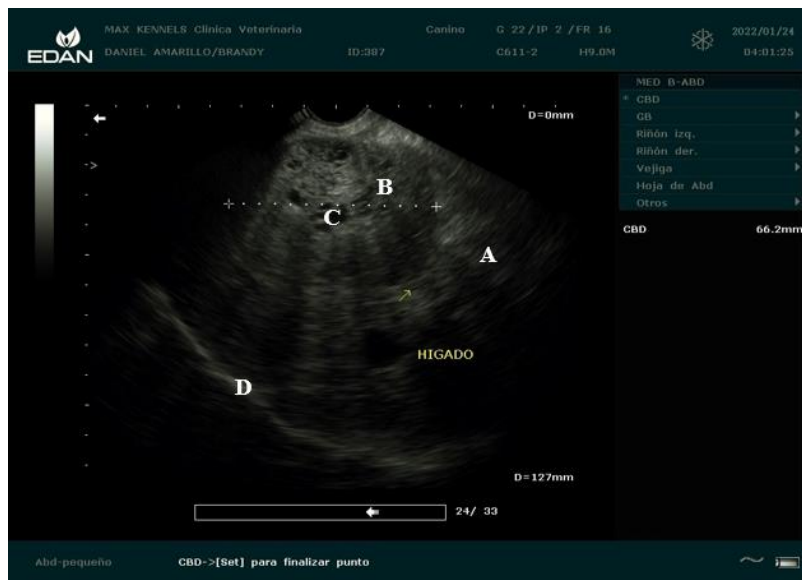 EDAN
MAX KENNELS Clínica Veterinaria
Canino
G 22/IP 2/FR 16
2022/01/24
DANIEL AMARILLO/BRANDY
ID:387
C611-2
H9.0M
04:01:25
MED B-ABD
* CBD
GB
Riñón izq.
Riñón der.
Vejiga
Hoja de Abd
Otros
CBD 66.2mm
D=0mm
B
C
A
HIGADO
D
D=127mm
24/ 33
Abd-pequeño
CBD->[Set] para finalizar punto